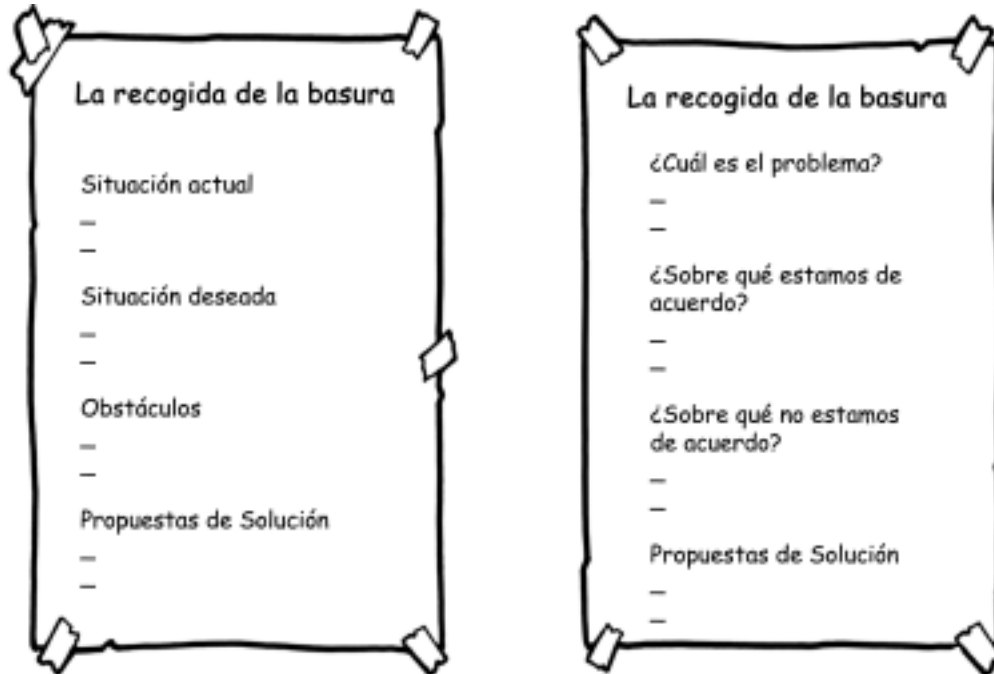 La recogida de la basura
Situación actual
–
–
Situación deseada
–
–
Obstáculos
–
–
Propuestas de Solución
–
–
La recogida de la basura
¿Cuál es el problema?
–
–
¿Sobre qué estamos de
acuerdo?
–
–
¿Sobre qué no estamos
de acuerdo?
–
–
Propuestas de Solución
–
–